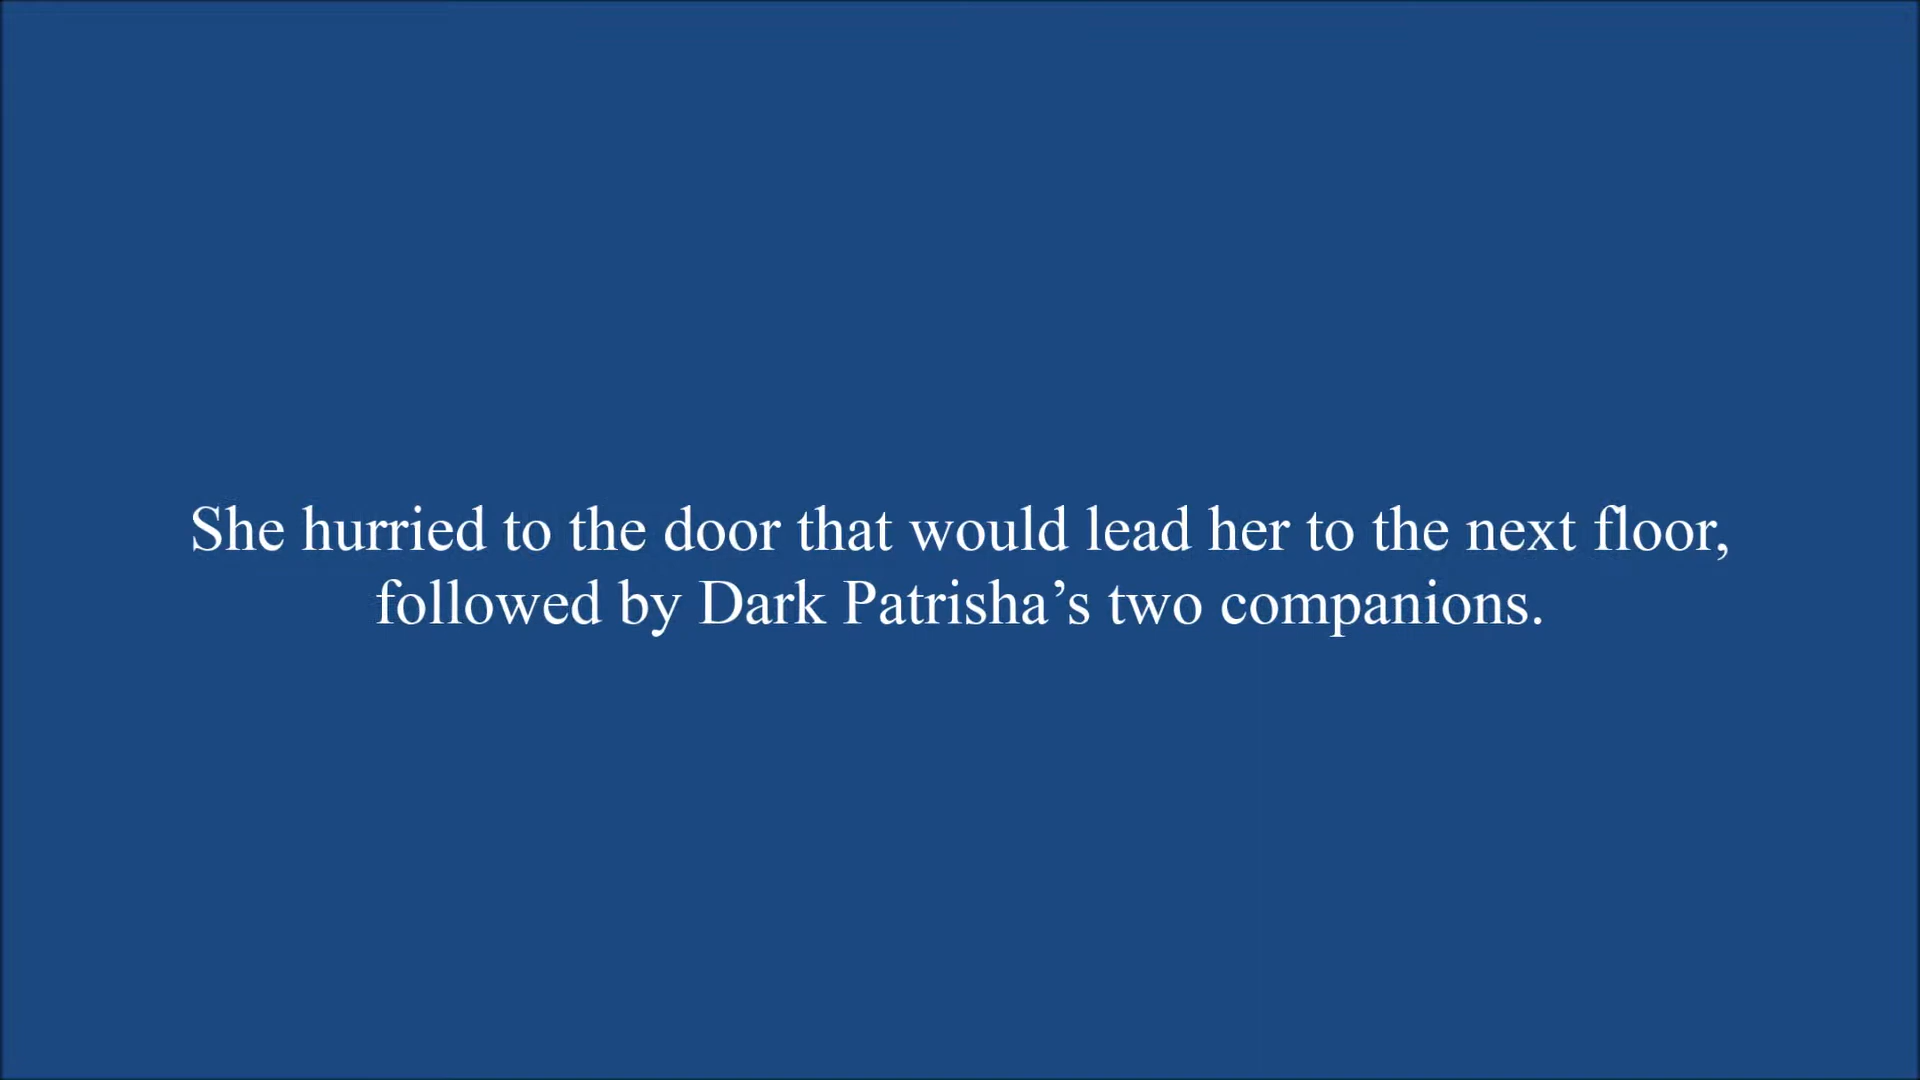 She hurried to the door that would lead her to the next floor,
followed by Dark Patrisha’s two companions.